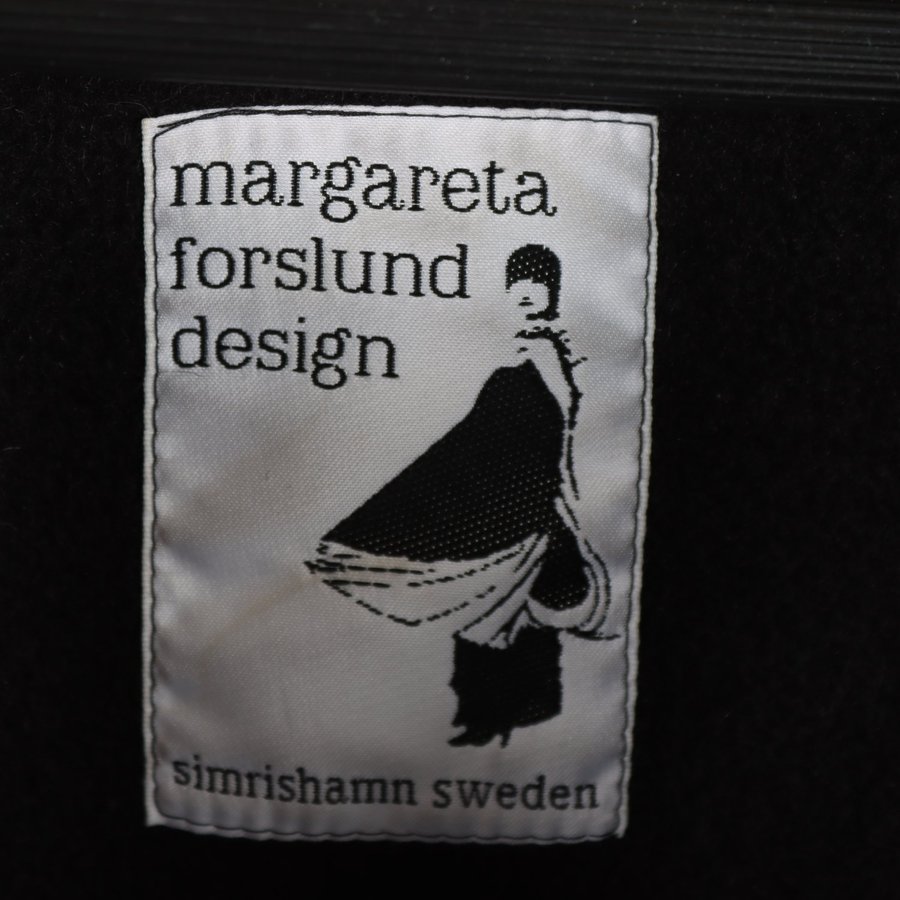 margareta
forslund
design
simrishamn sweden